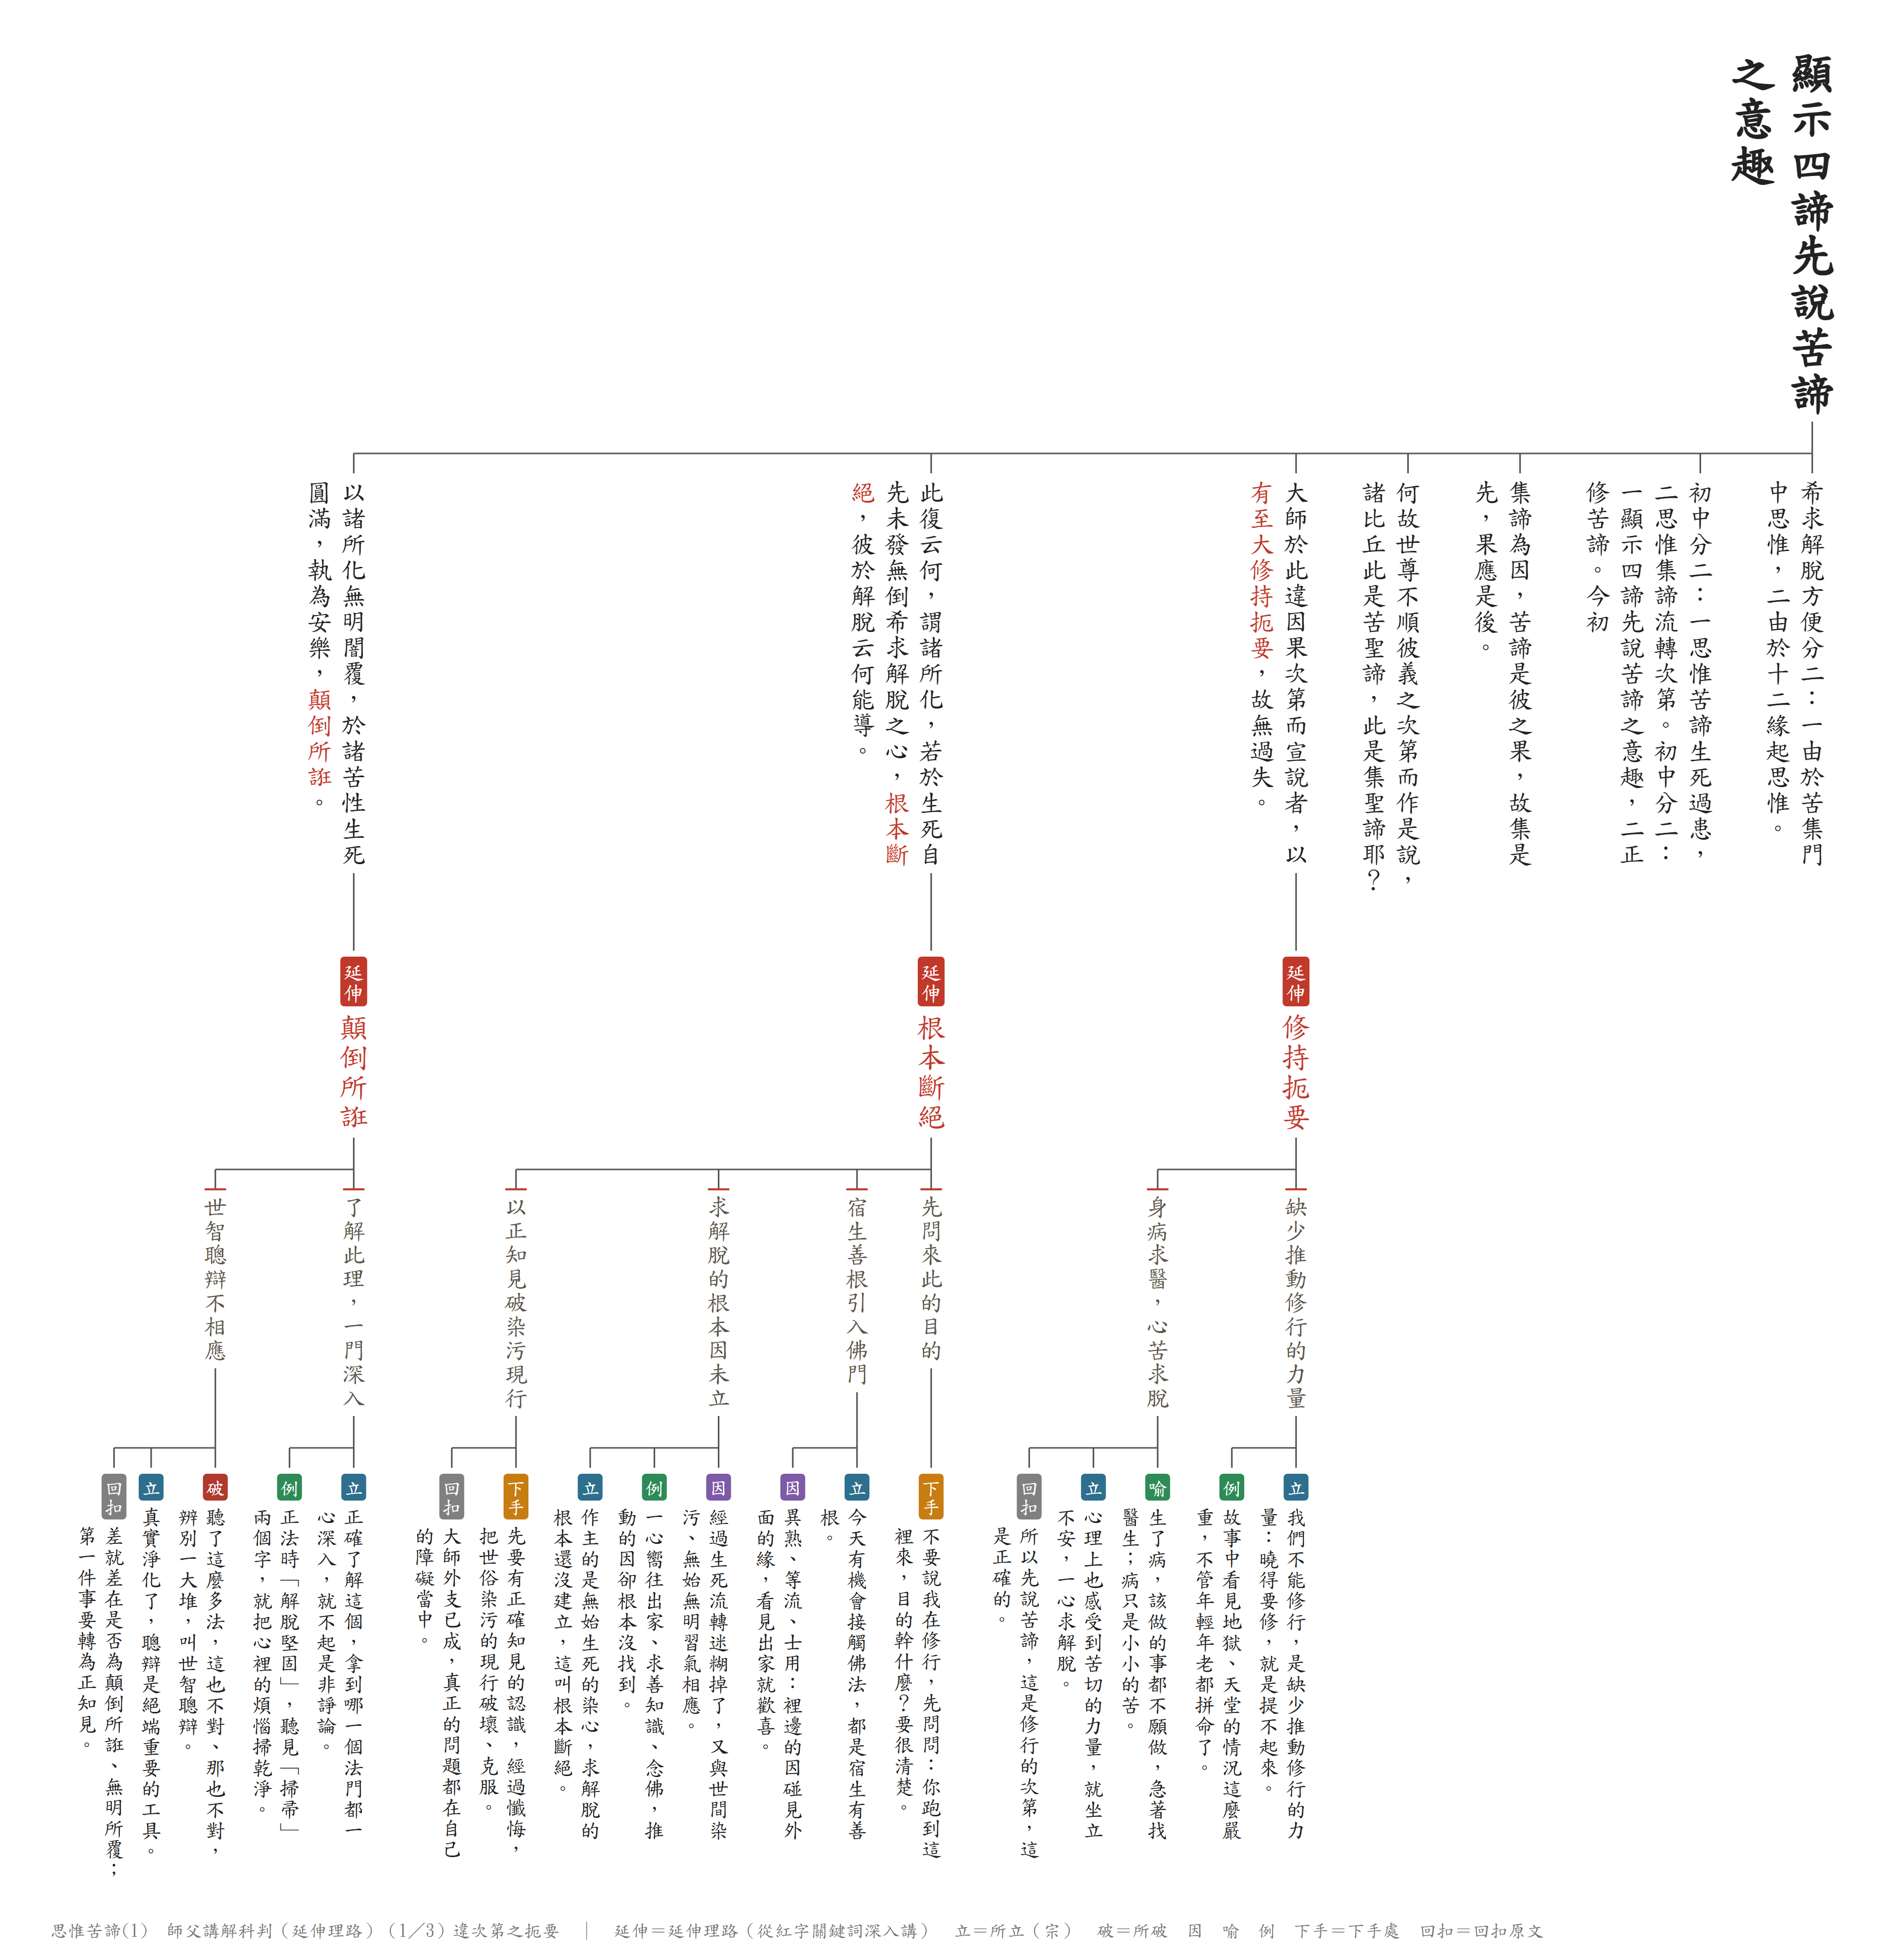 顯示四諦先說苦諦
之意趣
希求解脫方便分二：一由於苦集門
中思惟，二由於十二緣起思惟。
初中分二：一思惟苦諦生死過患，
二思惟集諦流轉次第。初中分二：
一顯示四諦先說苦諦之意趣，二正
修苦諦。今初
集諦為因，苦諦是彼之果，故集是
先，果應是後。
何故世尊不順彼義之次第而作是說，
諸比丘此是苦聖諦，此是集聖諦耶？
大師於此違因果次第而宣說者，以
有至大修持扼要，故無過失。
此復云何，謂諸所化，若於生死自
先未發無倒希求解脫之心，根本斷
絕，彼於解脫云何能導。
以諸所化無明闇覆，於諸苦性生死
圓滿，執為安樂，顛倒所誑。
延伸
修持扼要
延伸
根本斷絕
延伸
顛倒所誑
缺少推動修行的力量
身病求醫，心苦求脫
先問來此的目的
宿生善根引入佛門
求解脫的根本因未立
以正知見破染污現行
了解此理，一門深入
世智聰辯不相應
立
我們不能修行，是缺少推動修行的力
量：曉得要修，就是提不起來。
例
故事中看見地獄、天堂的情況這麼嚴
重，不管年輕年老都拼命了。
喻
生了病，該做的事都不願做，急著找
醫生；病只是小小的苦。
立
心理上也感受到苦切的力量，就坐立
不安，一心求解脫。
回扣
所以先說苦諦，這是修行的次第，這
是正確的。
下手
不要說我在修行，先問問：你跑到這
裡來，目的幹什麼？要很清楚。
立
今天有機會接觸佛法，都是宿生有善
根。
因
異熟、等流、士用：裡邊的因碰見外
面的緣，看見出家就歡喜。
因
經過生死流轉迷糊掉了，又與世間染
污、無始無明習氣相應。
例
一心嚮往出家、求善知識、念佛，推
動的因卻根本沒找到。
立
作主的是無始生死的染心，求解脫的
根本還沒建立，這叫根本斷絕。
下手
先要有正確知見的認識，經過懺悔，
把世俗染污的現行破壞、克服。
回扣
大師外支已成，真正的問題都在自己
的障礙當中。
立
正確了解這個，拿到哪一個法門都一
心深入，就不起是非諍論。
例
正法時「解脫堅固」，聽見「掃帚」
兩個字，就把心裡的煩惱掃乾淨。
破
聽了這麼多法，這也不對、那也不對，
辨別一大堆，叫世智聰辯。
立
真實淨化了，聰辯是絕端重要的工具。
回扣
差就差在是否為顛倒所誑、無明所覆；
第一件事要轉為正知見。
思惟苦諦(1)　師父講解科判（延伸理路）（1／3）違次第之扼要　｜　延伸＝延伸理路（從紅字關鍵詞深入講）　立＝所立（宗）　破＝所破　因　喻　例　下手＝下手處　回扣＝回扣原文